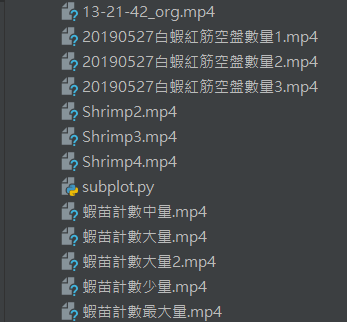 13-21-42_org.mp4
20190527白蝦紅筋空盤數量1.mp4
20190527白蝦紅筋空盤數量2.mp4
20190527白蝦紅筋空盤數量3.mp4
Shrimp2.mp4
Shrimp3.mp4
Shrimp4.mp4
subplot.py
蝦苗計數中量.mp4
蝦苗計數大量.mp4
蝦苗計數大量2.mp4
蝦苗計數少量.mp4
蝦苗計數最大量.mp4